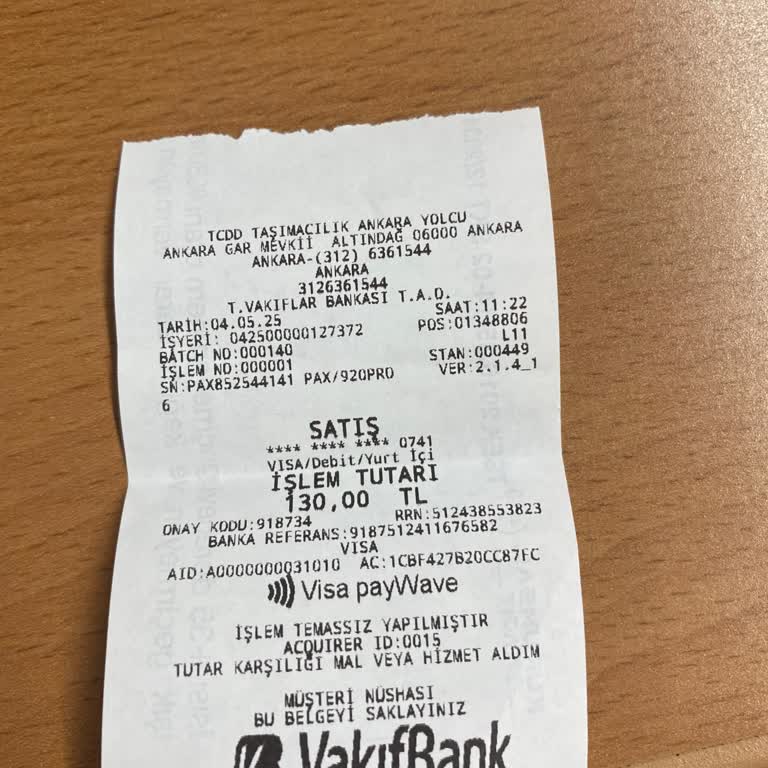 TCDD TAŞIMACILIK ANKARA YOLCU
ANKARA GAR MEVKİİ ALTINDAĞ 06000 ANKARA
ANKARA-(312) 6361544
ANKARA
3126361544
T.VAKIFLAR BANKASI T.A.O.
TARİH:04.05.25 SAAT:11:22
İŞYERİ: 042500000127372 POS:01348806
BATCH NO:000140 L11
İŞLEM NO:000001 STAN:000449
SN:PAX852544141 PAX/920PRO VER:2.1.4_1
6
SATIŞ
**** **** **** 0741
VISA/Debit/Yurt İçi
İŞLEM TUTARI
130,00 TL
ONAY KODU:918734 RRN:512438553823
BANKA REFERANS:9187512411676582
VISA
AID:A0000000031010 AC:1CBF427B20CC87FC
Visa payWave
İŞLEM TEMASSIZ YAPILMIŞTIR
ACQUIRER ID:0015
TUTAR KARŞILIĞI MAL VEYA HİZMET ALDIM
MÜŞTERİ NÜSHASI
BU BELGEYİ SAKLAYINIZ
VakıfBank